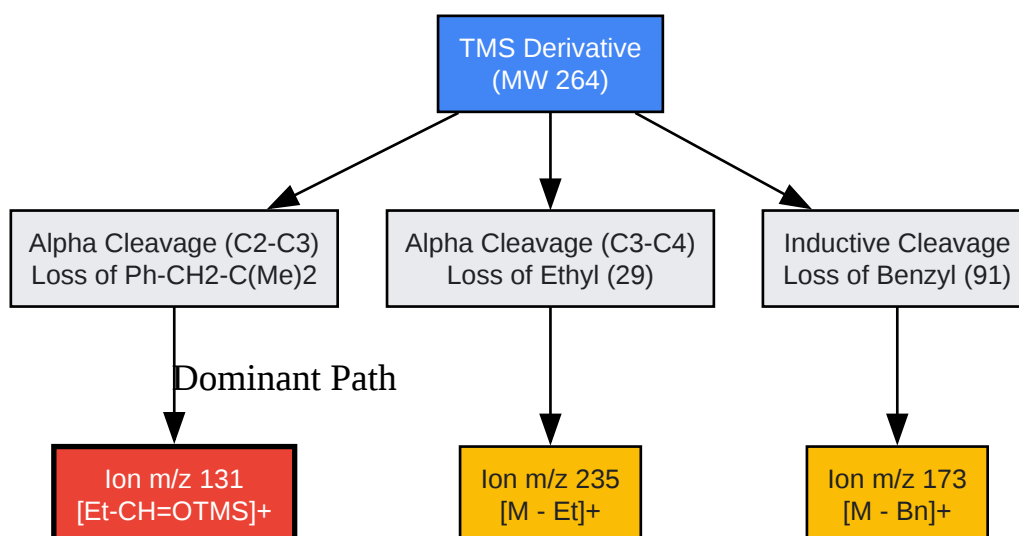 TMS Derivative
(MW 264)
Alpha Cleavage (C2-C3)
Loss of Ph-CH2-C(Me)2
Alpha Cleavage (C3-C4)
Loss of Ethyl (29)
Inductive Cleavage
Loss of Benzyl (91)
Dominant Path
Ion m/z 131
[Et-CH=OTMS]+
Ion m/z 235
[M - Et]+
Ion m/z 173
[M - Bn]+